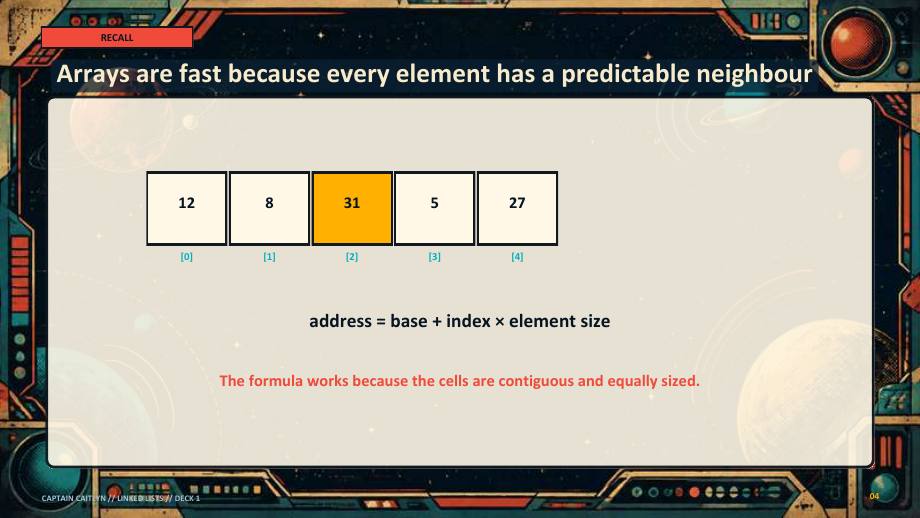 RECALL
Arrays are fast because every element has a predictable neighbour
12 8 31 5 27
[0] [1] [2] [3] [4]
address = base + index × element size
The formula works because the cells are contiguous and equally sized.
CAPTAIN CAITLYN // LINKED LISTS // DECK 1
04